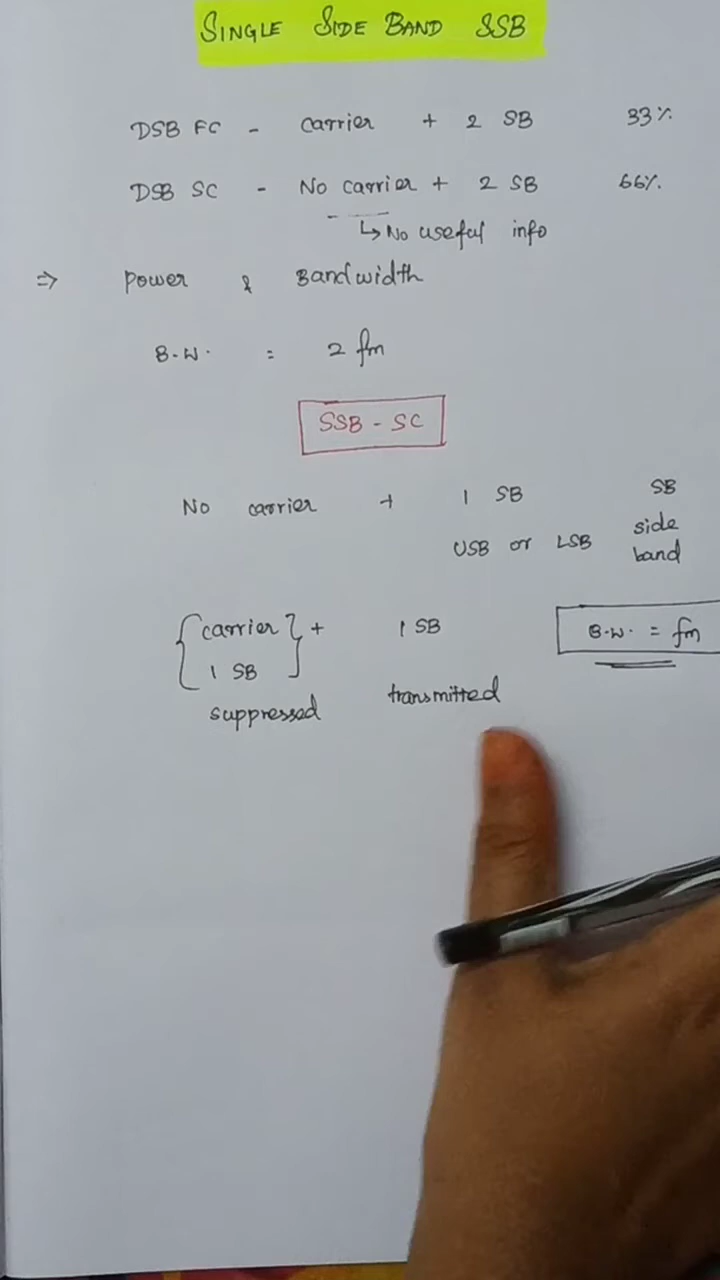 SINGLE SIDE BAND SSB
DSB FC - carrier + 2 SB 33%
DSB SC - No carrier + 2 SB 66%
↳ No useful info
⇒ power & Bandwidth
B.W. = 2 fm
SSB - SC
No carrier + 1 SB SB
USB or LSB side band
{carrier} + 1 SB B.W. = fm
1 SB
suppressed transmitted